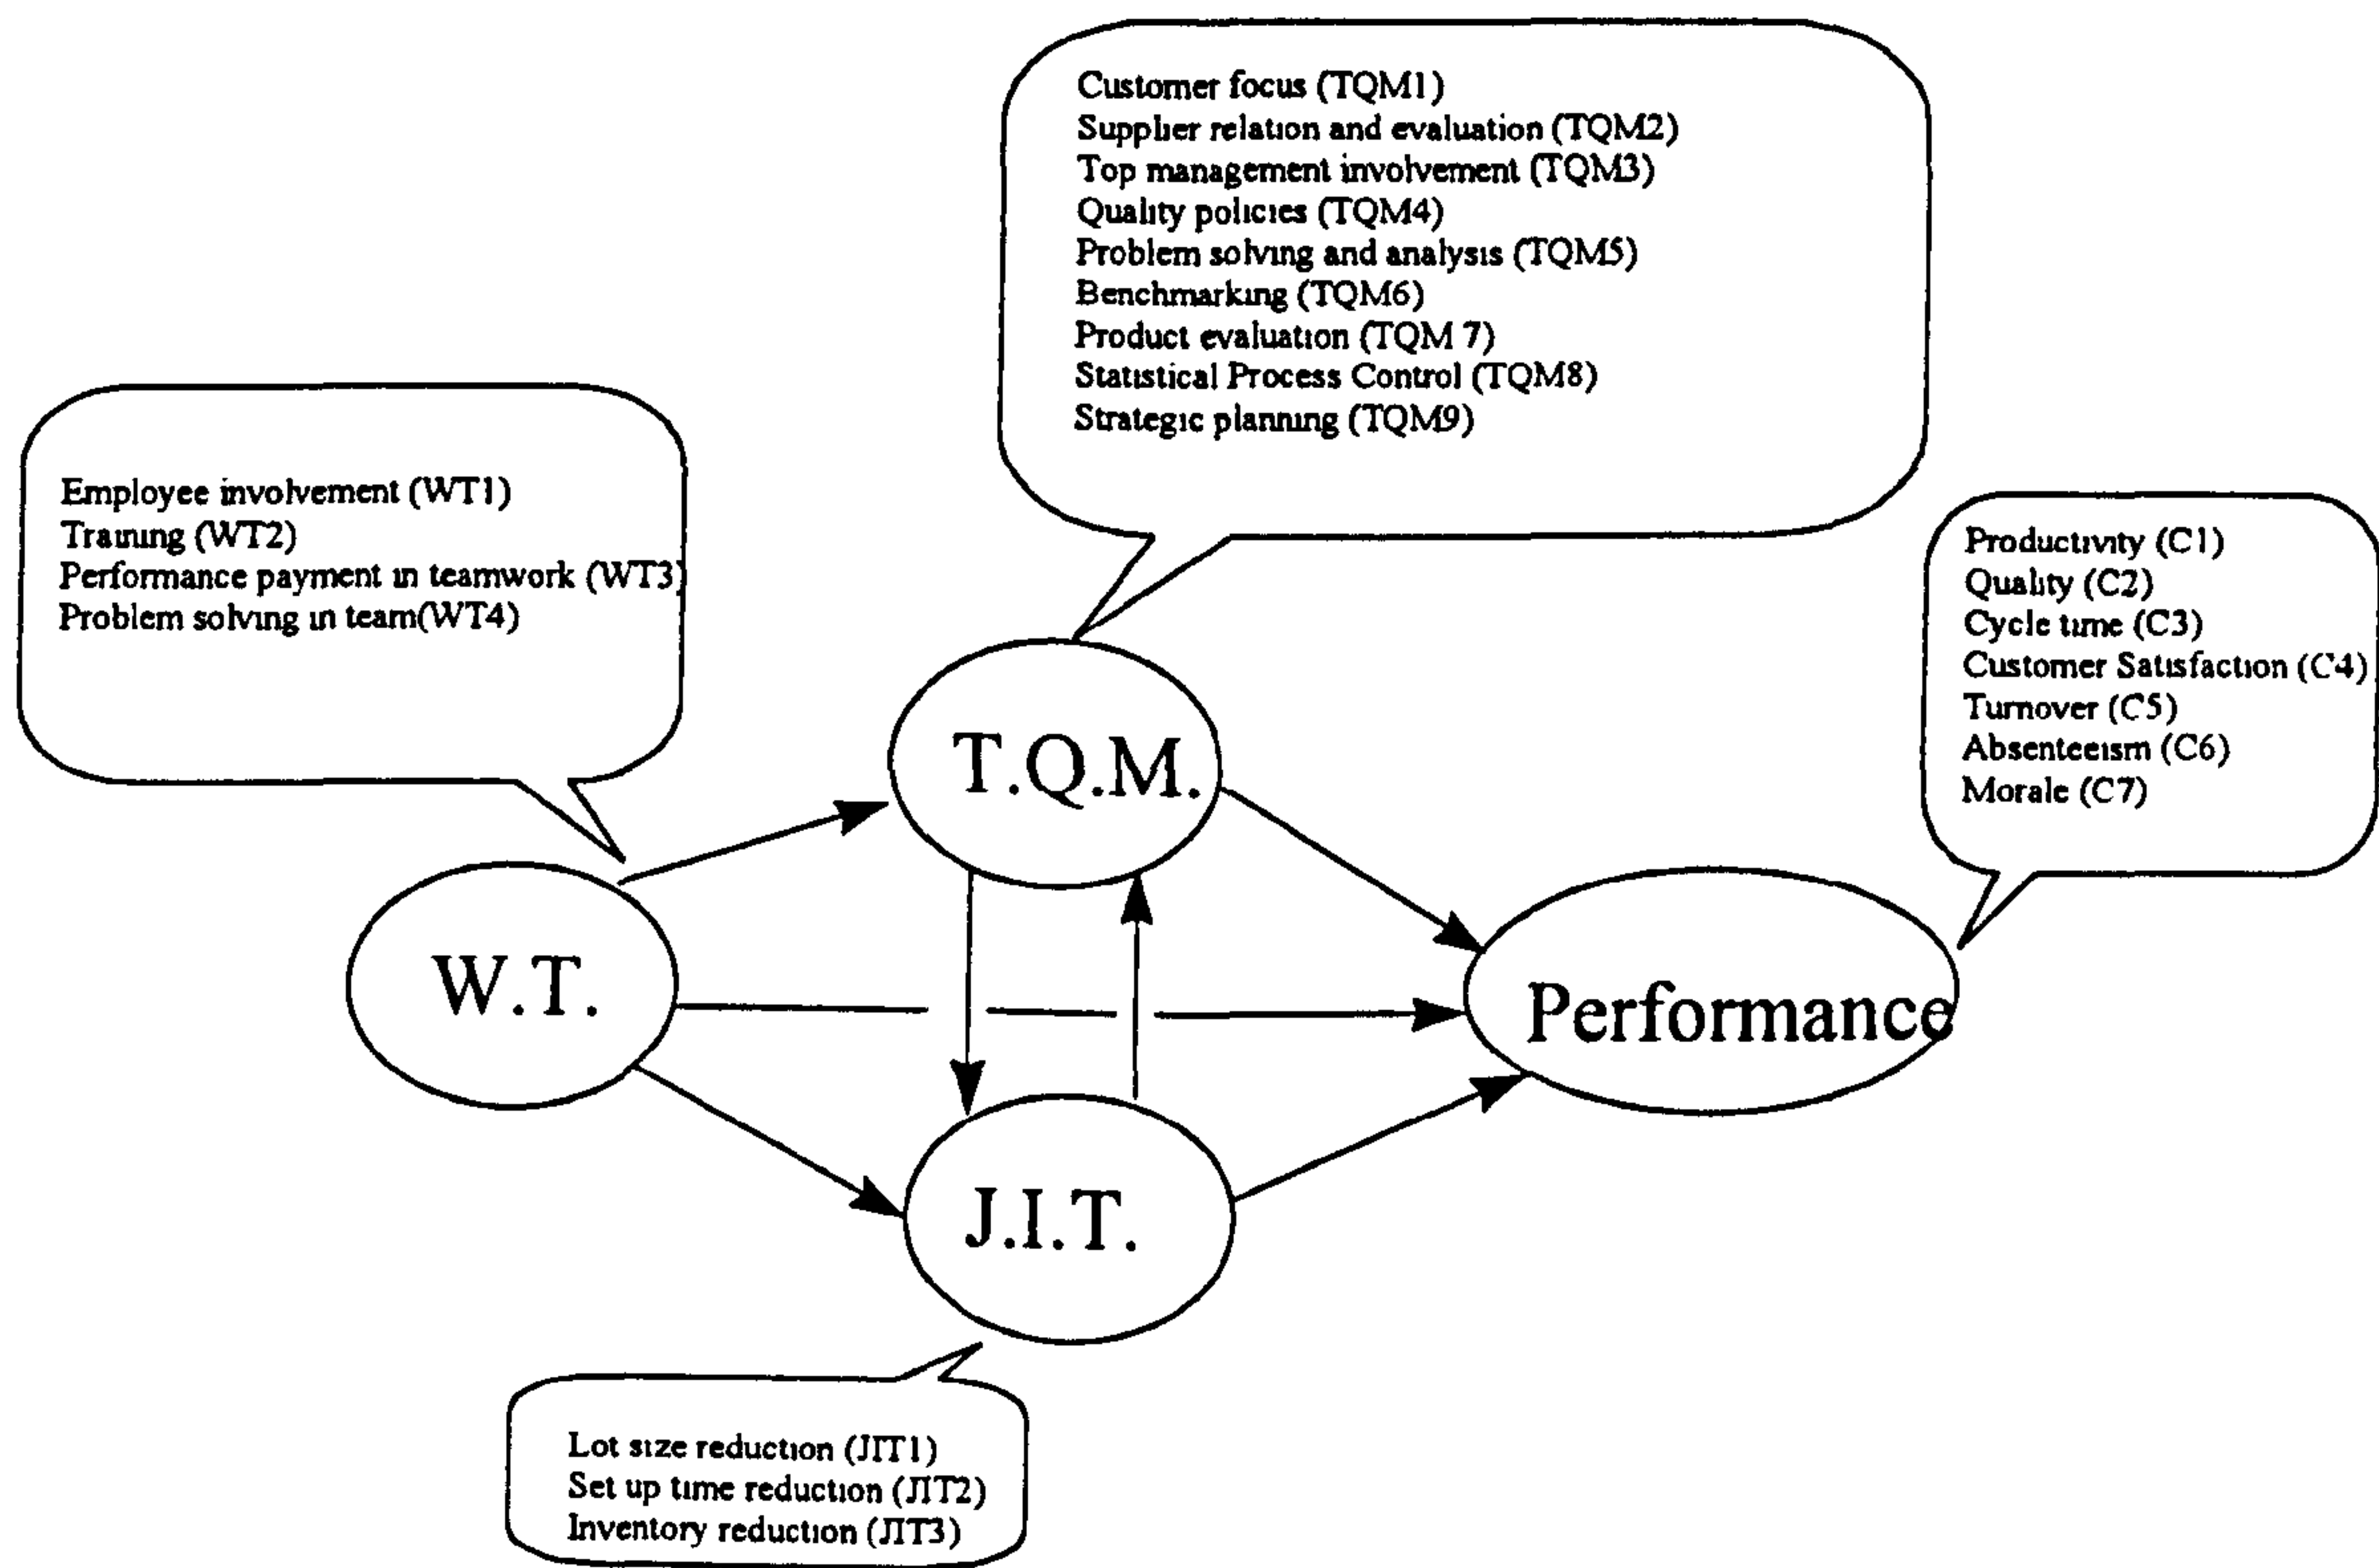 Customer focus (TQM1)
Supplier relation and evaluation (TQM2)
Top management involvement (TQM3)
Quality policies (TQM4)
Problem solving and analysis (TQM5)
Benchmarking (TQM6)
Product evaluation (TQM 7)
Statistical Process Control (TQM8)
Strategic planning (TQM9)
Employee involvement (WT1)
Training (WT2)
Performance payment in teamwork (WT3)
Problem solving in team(WT4)
Productivity (C1)
Quality (C2)
Cycle time (C3)
Customer Satisfaction (C4)
Turnover (C5)
Absenteeism (C6)
Morale (C7)
T.Q.M.
W.T.
Performance
J.I.T.
Lot size reduction (JIT1)
Set up time reduction (JIT2)
Inventory reduction (JIT3)